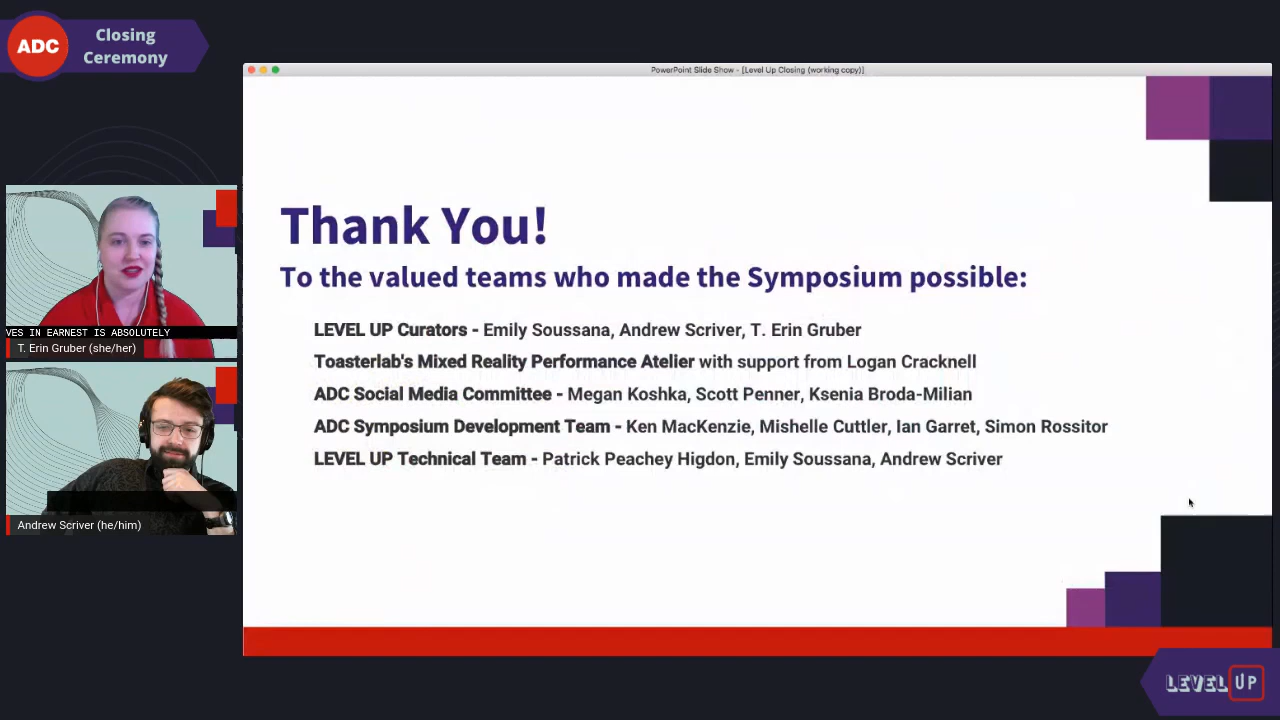 ADC
Closing
Ceremony
PowerPoint Slide Show - [Level Up Closing (working copy)]
Thank You!
To the valued teams who made the Symposium possible:
LEVEL UP Curators - Emily Soussana, Andrew Scriver, T. Erin Gruber
Toasterlab's Mixed Reality Performance Atelier with support from Logan Cracknell
ADC Social Media Committee - Megan Koshka, Scott Penner, Ksenia Broda-Milian
ADC Symposium Development Team - Ken MacKenzie, Mishelle Cuttler, Ian Garret, Simon Rossitor
LEVEL UP Technical Team - Patrick Peachey Higdon, Emily Soussana, Andrew Scriver
VES IN EARNEST IS ABSOLUTELY
T. Erin Gruber (she/her)
Andrew Scriver (he/him)
LEVEL UP